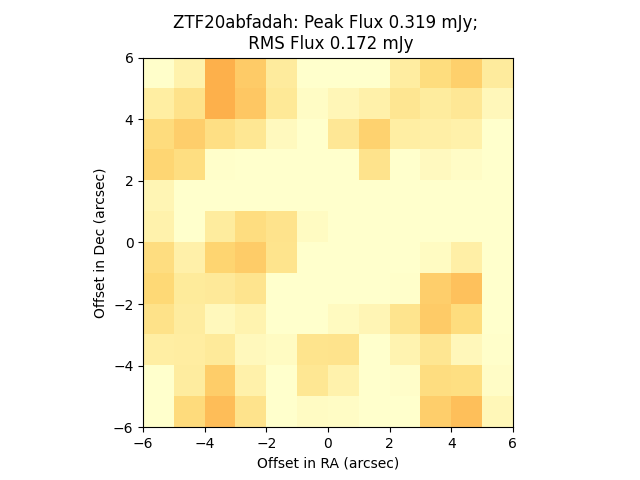 ZTF20abfadah: Peak Flux 0.319 mJy;
RMS Flux 0.172 mJy
6
4
2
0
−2
−4
−6
Offset in Dec (arcsec)
−6 −4 −2 0 2 4 6
Offset in RA (arcsec)